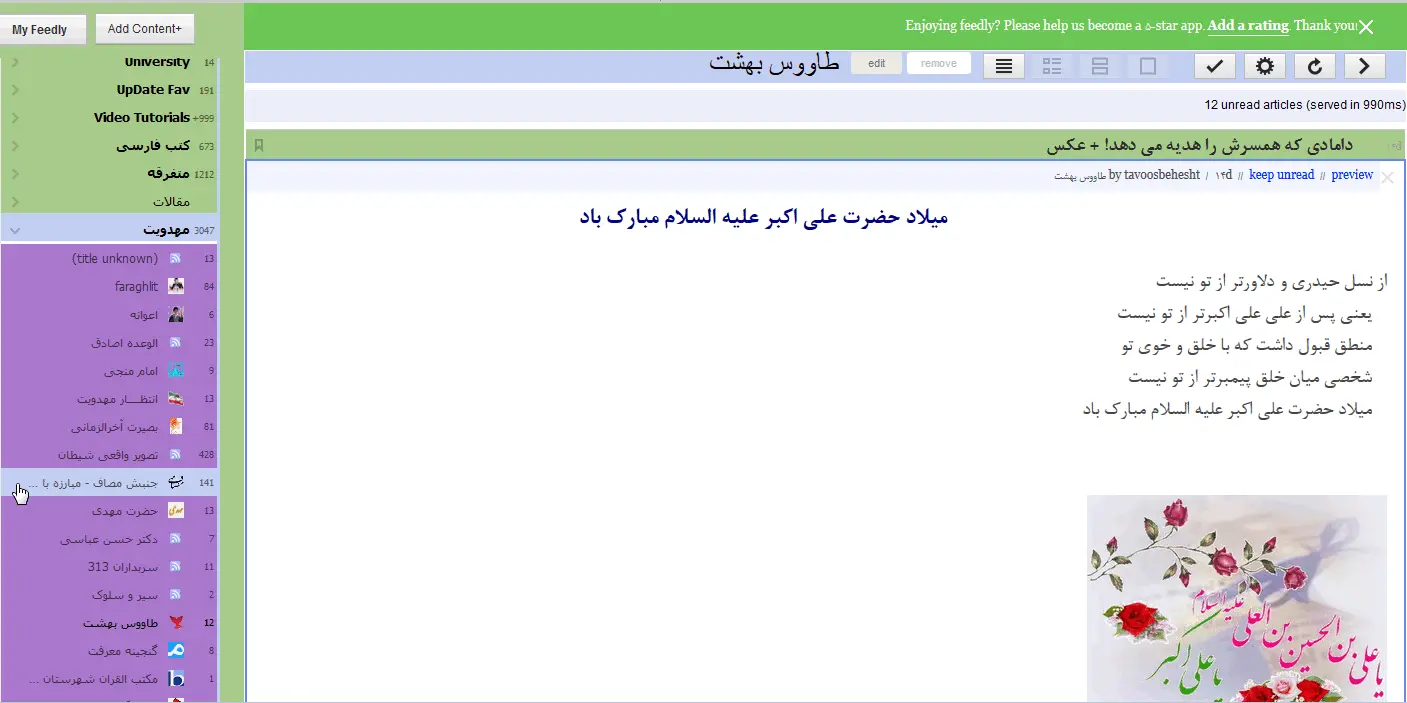 My Feedly
Add Content+
University 14
UpDate Fav 191
Video Tutorials +999
کتب فارسی 673
متفرقه 1212
مقالات
مهدویت 3047
(title unknown) 13
faraghlit 84
اعوانه 6
الوعده اصادق 23
امام منجی 9
انتظـــار مهدویت 13
بصیرت آخرالزمانی 81
تصویر واقعی شیطان 428
جنبش مصاف - مبارزه با ... 141
حضرت مهدی 13
دکتر حسن عباسی 7
سربداران 313 11
سیر و سلوک 2
طاووس بهشت 12
گنجینه معرفت 8
مکتب القران شهرستان ... 1
Enjoying feedly? Please help us become a ۵-star app. Add a rating. Thank you!
طاووس بهشت
edit
remove
12 unread articles (served in 990ms)
دامادی که همسرش را هدیه می دهد! + عکس ۱۴d
طاووس بهشت by tavoosbehesht / ۱۴d // keep unread // preview
میلاد حضرت علی اکبر علیه السلام مبارک باد
از نسل حیدری و دلاورتر از تو نیست
یعنی پس از علی علی اکبرتر از تو نیست
منطق قبول داشت که با خلق و خوی تو
شخصی میان خلق پیمبرتر از تو نیست
میلاد حضرت علی اکبر علیه السلام مبارک باد
علیه السلام
یا علی بن الحسین بن العلی
یا علی اکبر